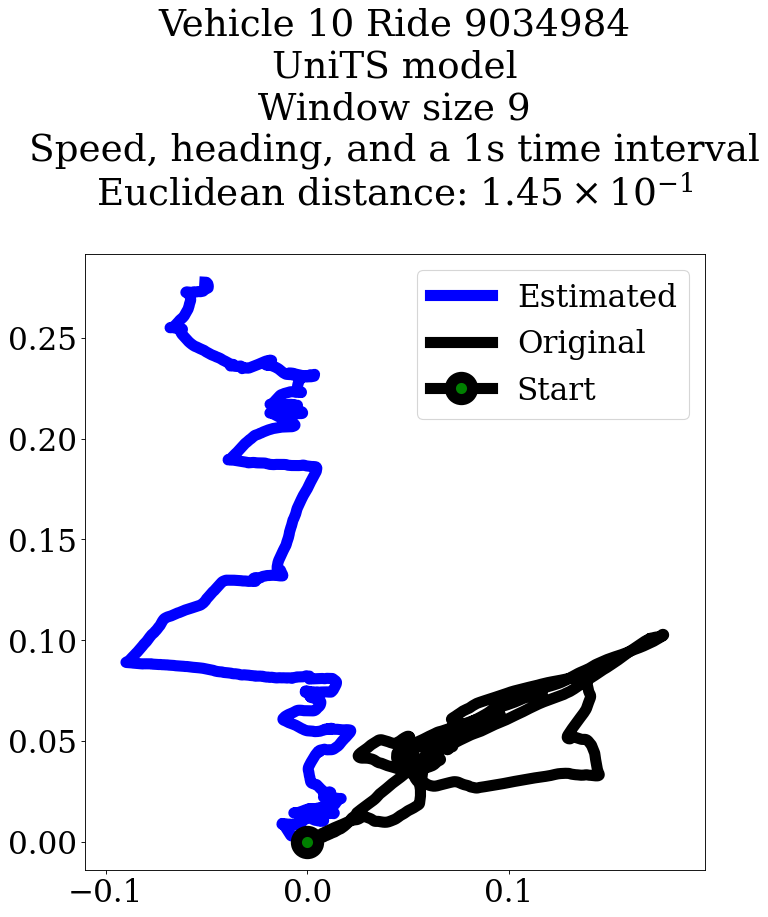 Vehicle 10 Ride 9034984
UniTS model
Window size 9
Speed, heading, and a 1s time interval
Euclidean distance: $1.45 \times 10^{-1}$
Estimated
Original
Start
0.25
0.20
0.15
0.10
0.05
0.00
−0.1
0.0
0.1